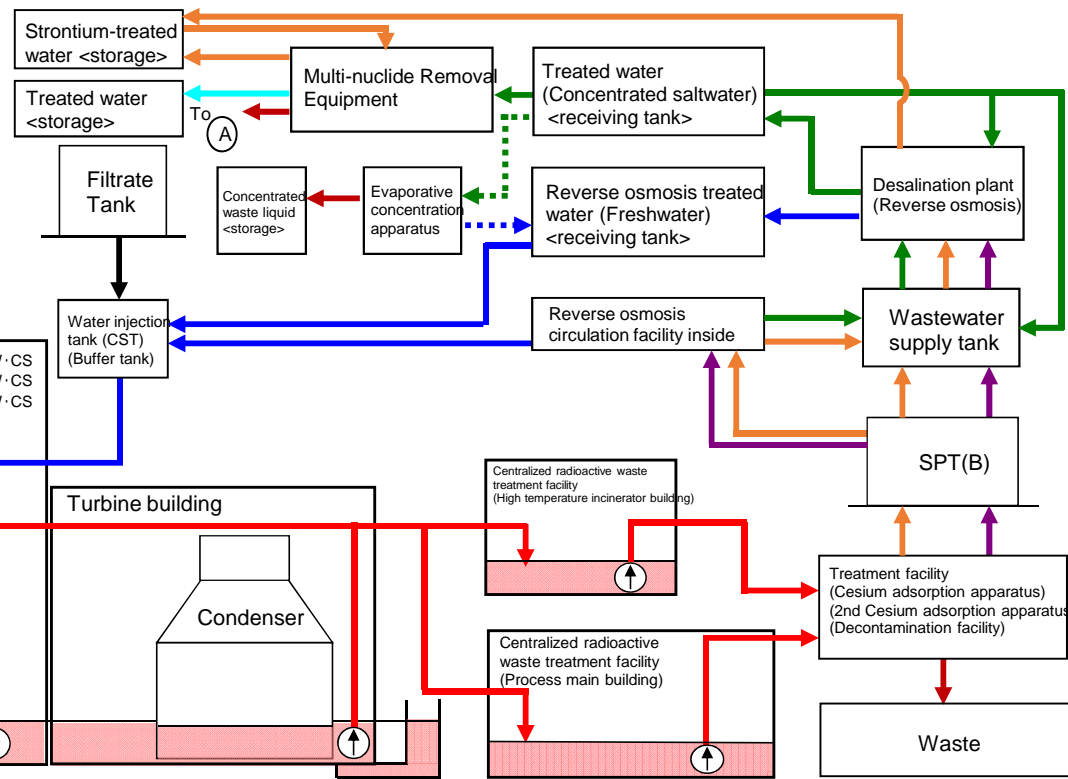 Strontium-treated
water <storage>
Treated water
<storage>
To
A
Multi-nuclide Removal
Equipment
Treated water
(Concentrated saltwater)
<receiving tank>
Filtrate
Tank
Concentrated
waste liquid
<storage>
Evaporative
concentration
apparatus
Reverse osmosis treated
water (Freshwater)
<receiving tank>
Desalination plant
(Reverse osmosis)
Water injection
tank (CST)
(Buffer tank)
Reverse osmosis
circulation facility inside
Wastewater
supply tank
·CS
·CS
·CS
SPT(B)
Turbine building
Condenser
Centralized radioactive waste
treatment facility
(High temperature incinerator building)
Centralized radioactive
waste treatment facility
(Process main building)
Treatment facility
(Cesium adsorption apparatus)
(2nd Cesium adsorption apparatus
(Decontamination facility)
Waste